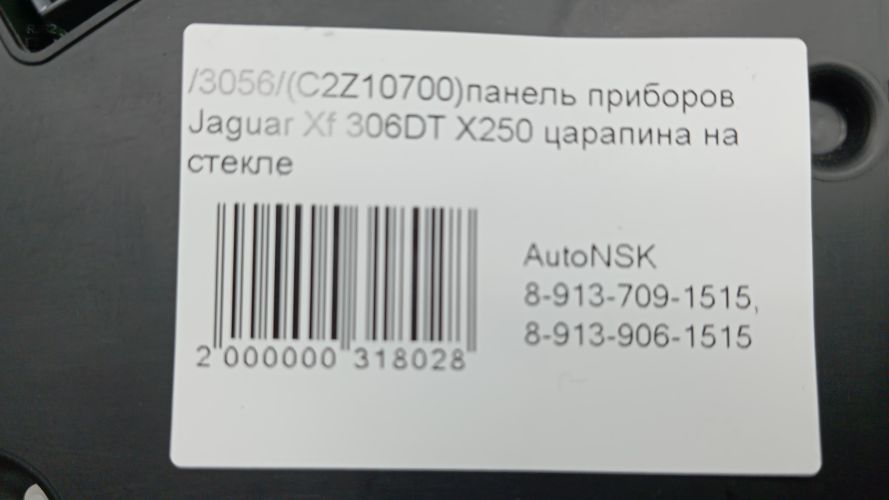 /3056/(C2Z10700)панель приборов
Jaguar Xf 306DT X250 царапина на
стекле
AutoNSK
8-913-709-1515,
8-913-906-1515
2 000000 318028